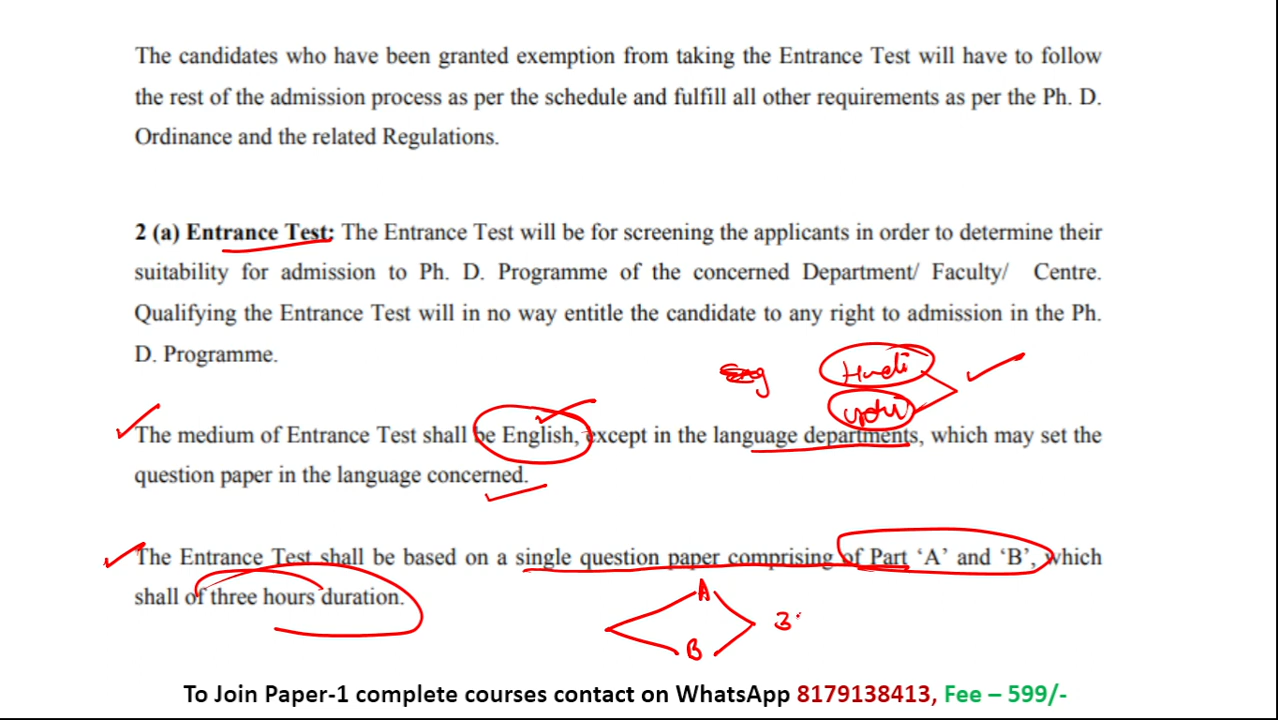 The candidates who have been granted exemption from taking the Entrance Test will have to follow
the rest of the admission process as per the schedule and fulfill all other requirements as per the Ph. D.
Ordinance and the related Regulations.
2 (a) Entrance Test: The Entrance Test will be for screening the applicants in order to determine their
suitability for admission to Ph. D. Programme of the concerned Department/ Faculty/ Centre.
Qualifying the Entrance Test will in no way entitle the candidate to any right to admission in the Ph.
D. Programme.
Hindi
The medium of Entrance Test shall be English, except in the language departments, which may set the
question paper in the language concerned.
The Entrance Test shall be based on a single question paper comprising of Part ‘A’ and ‘B’, which
shall of three hours duration.
A
3
B
To Join Paper-1 complete courses contact on WhatsApp 8179138413, Fee – 599/-